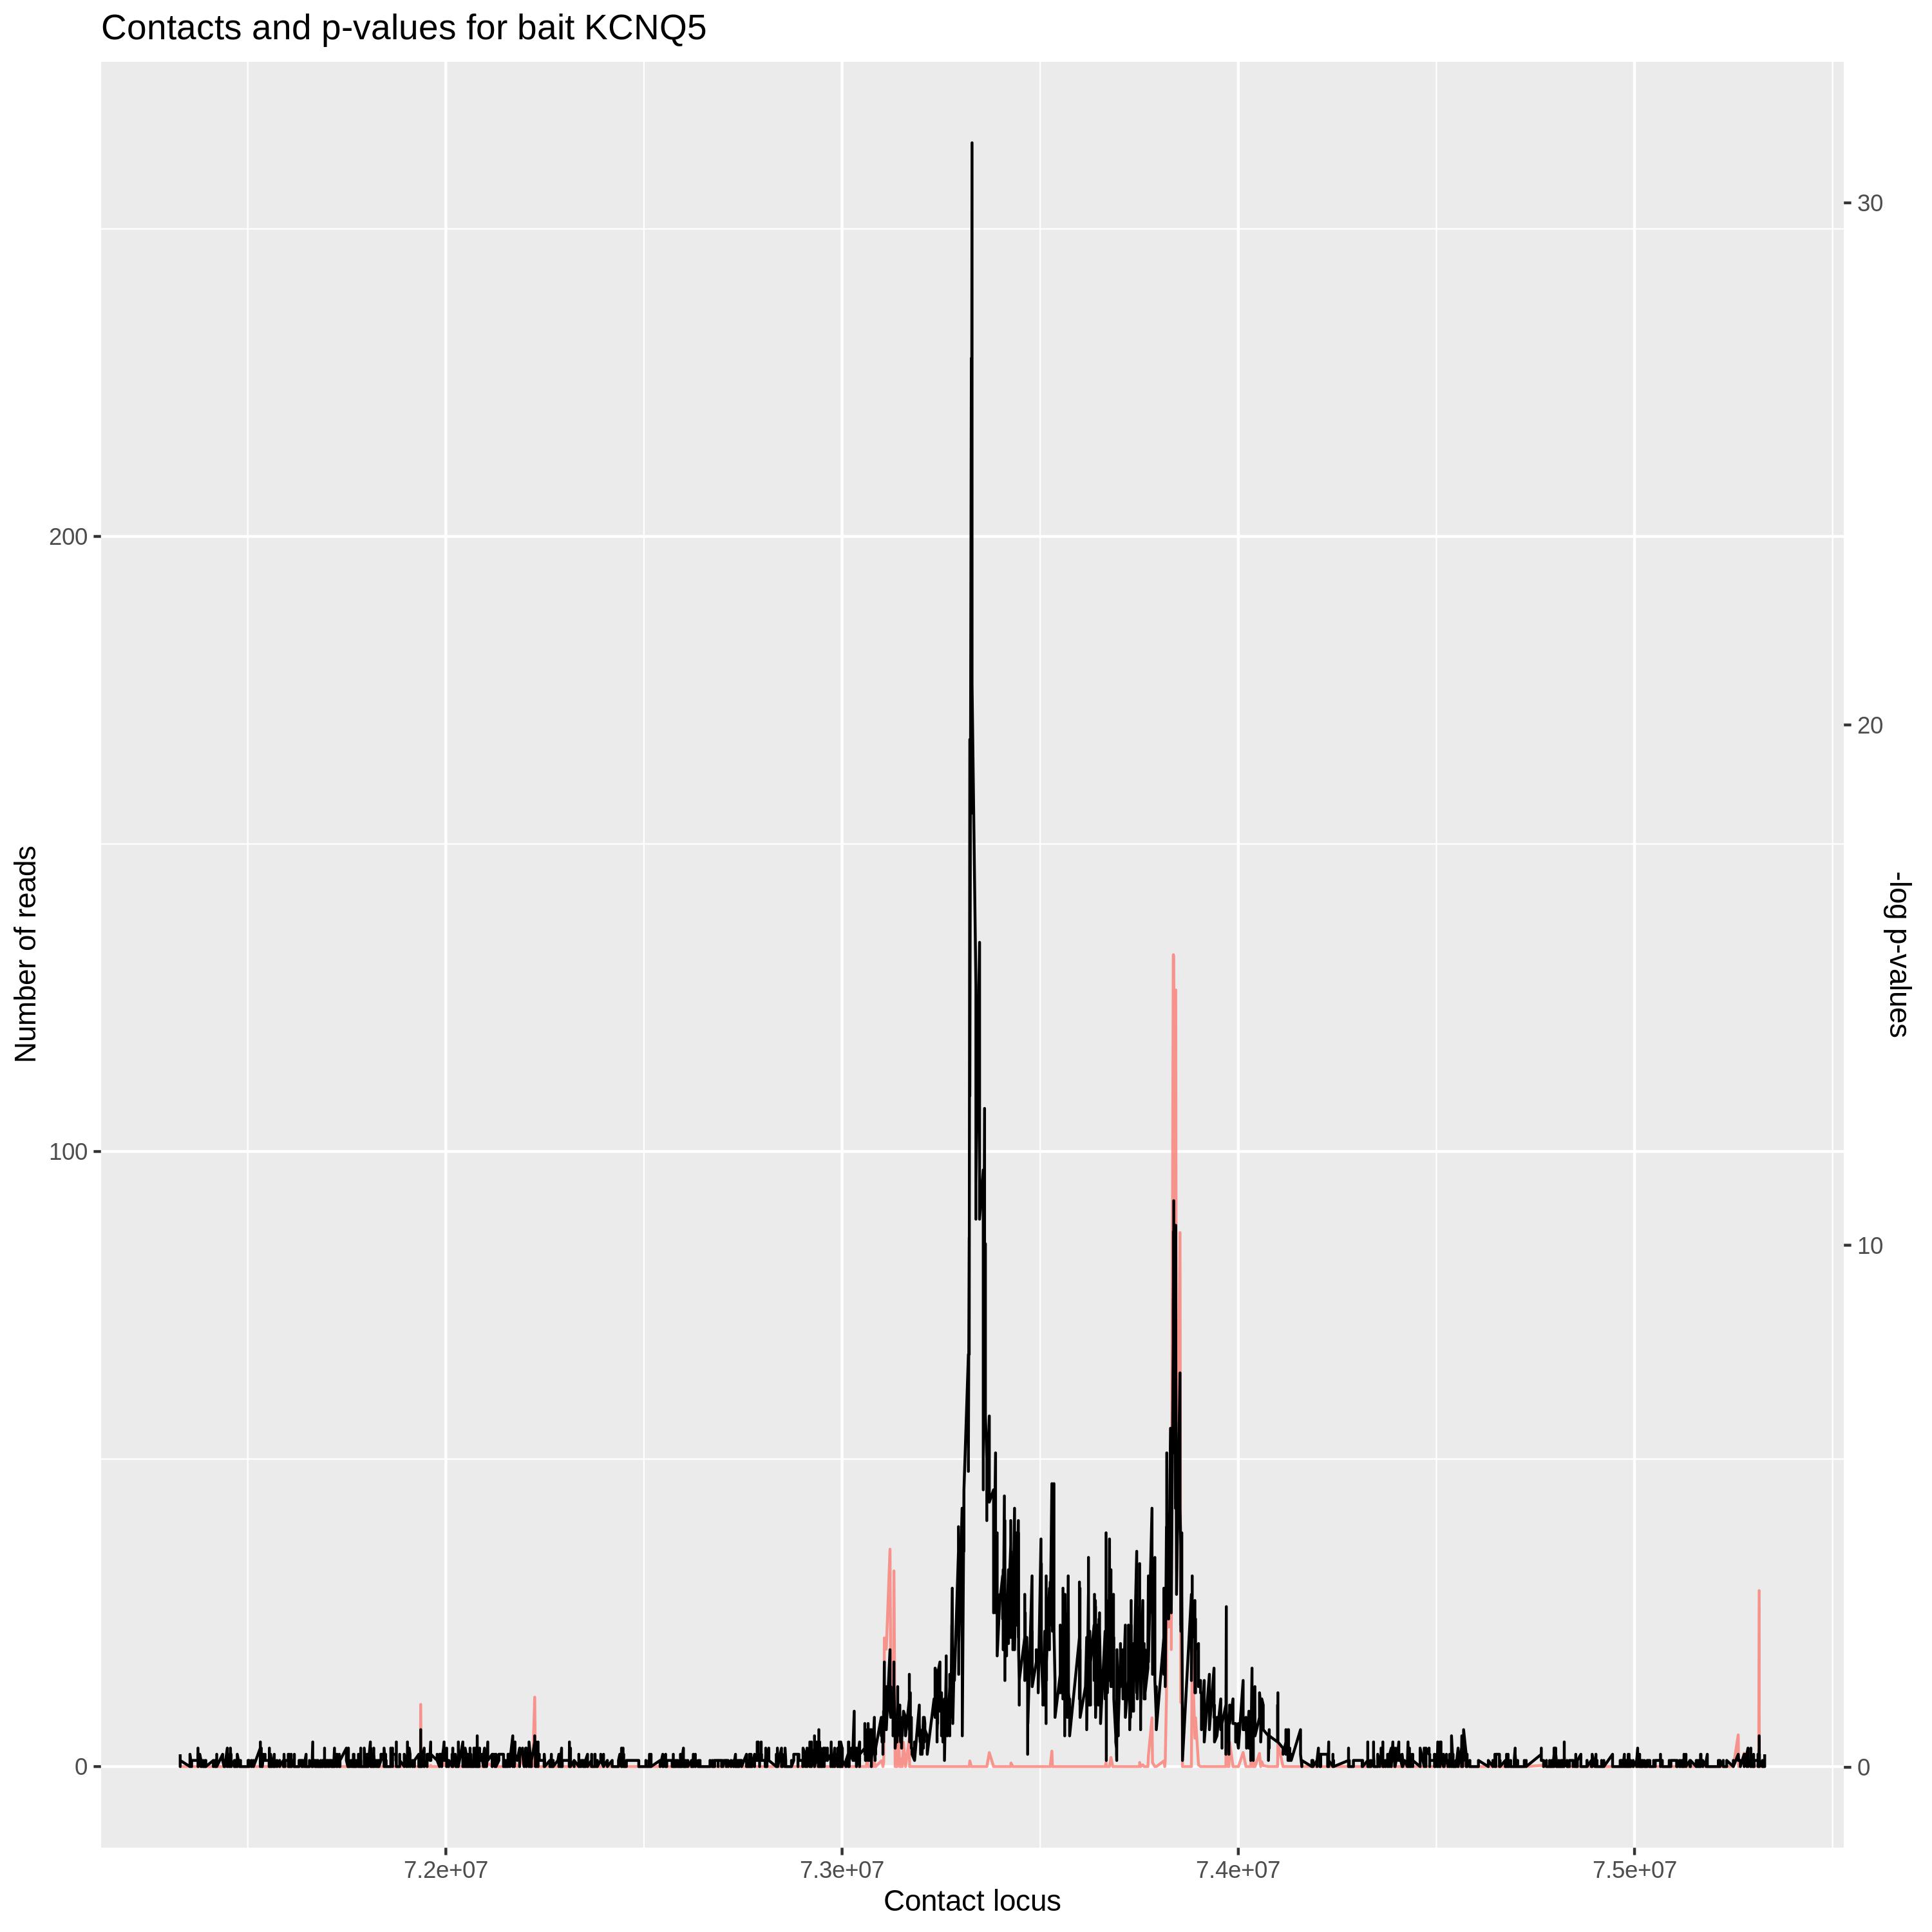 Contacts and p-values for bait KCNQ5
200
100
0
Number of reads
30
20
10
0
-log p-values
7.2e+07
7.3e+07
7.4e+07
7.5e+07
Contact locus